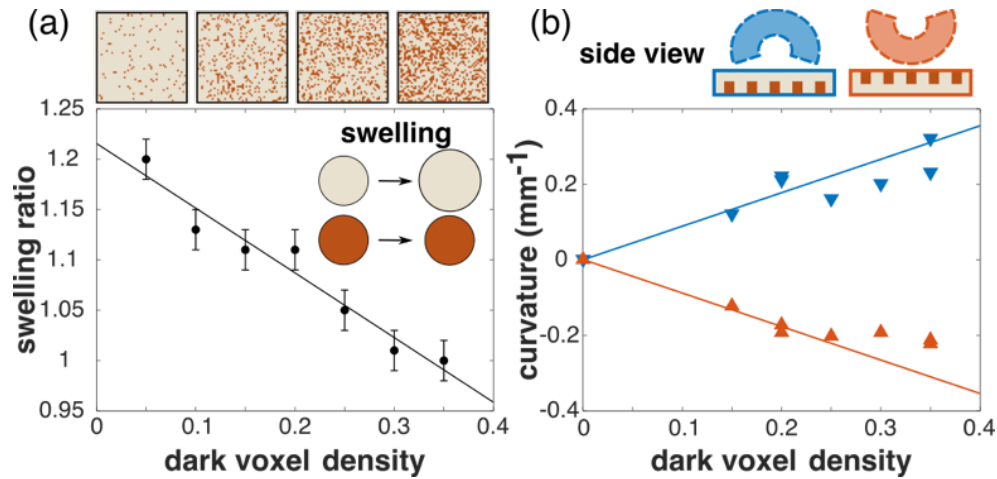 (a)
swelling
swelling ratio
1.25
1.2
1.15
1.1
1.05
1
0.95
0
0.1
0.2
0.3
0.4
dark voxel density
(b)
side view
curvature (mm-1)
0.4
0.2
0
-0.2
-0.4
0
0.1
0.2
0.3
0.4
dark voxel density